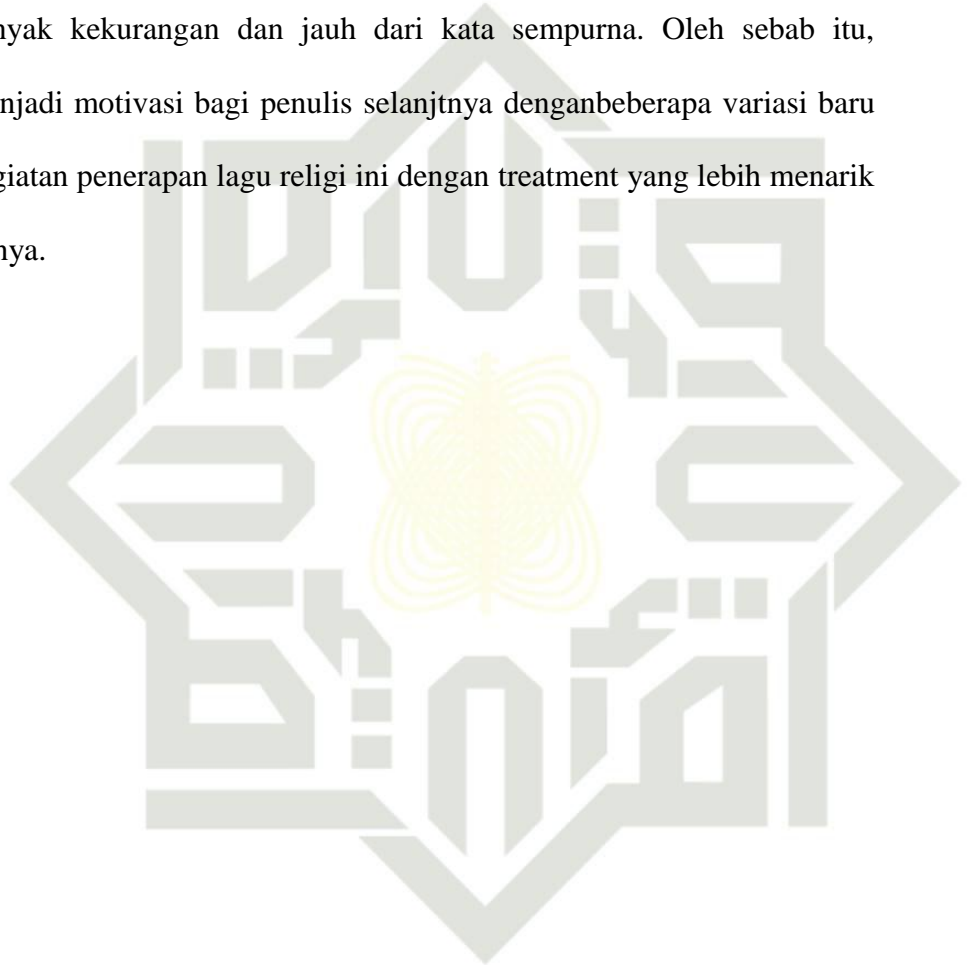 nyak kekurangan dan jauh dari kata sempurna. Oleh sebab itu,
njadi motivasi bagi penulis selanjtnya denganbeberapa variasi baru
giatan penerapan lagu religi ini dengan treatment yang lebih menarik
nya.